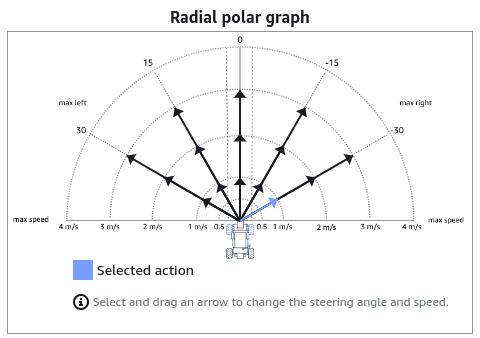 Radial polar graph
0
15
-15
max left
max right
30
-30
max speed
max speed
4 m/s
3 m/s
2 m/s
1 m/s
0.5
0.5
1 m/s
2 m/s
3 m/s
4 m/s
Selected action
Select and drag an arrow to change the steering angle and speed.